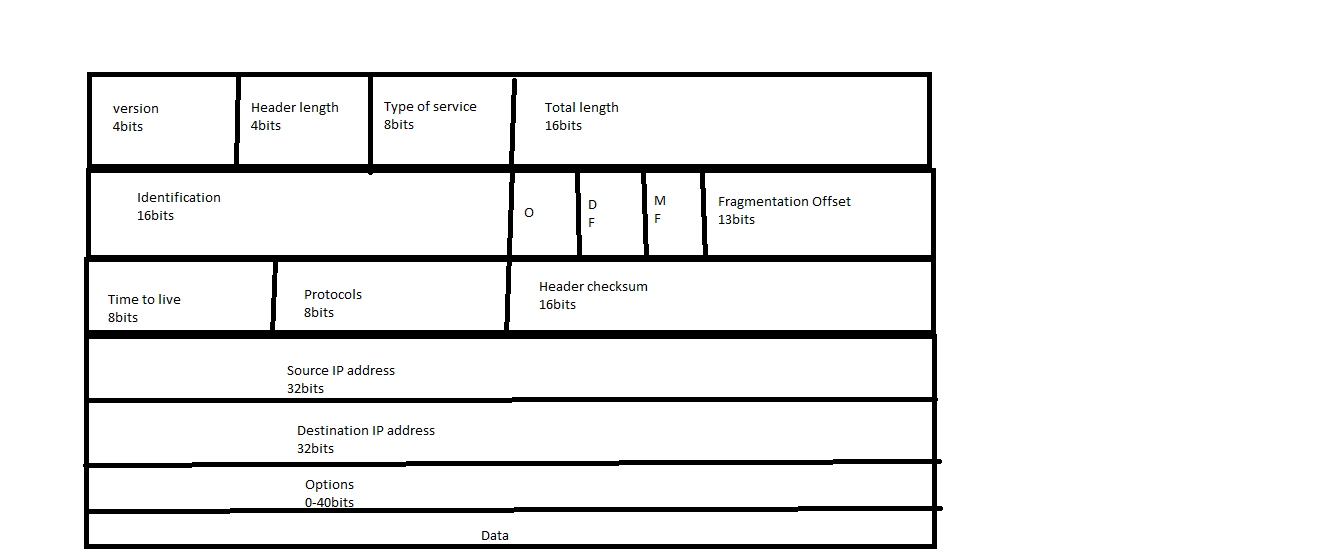 version
4bits
Header length
4bits
Type of service
8bits
Total length
16bits
Identification
16bits
O
D
F
M
F
Fragmentation Offset
13bits
Time to live
8bits
Protocols
8bits
Header checksum
16bits
Source IP address
32bits
Destination IP address
32bits
Options
0-40bits
Data